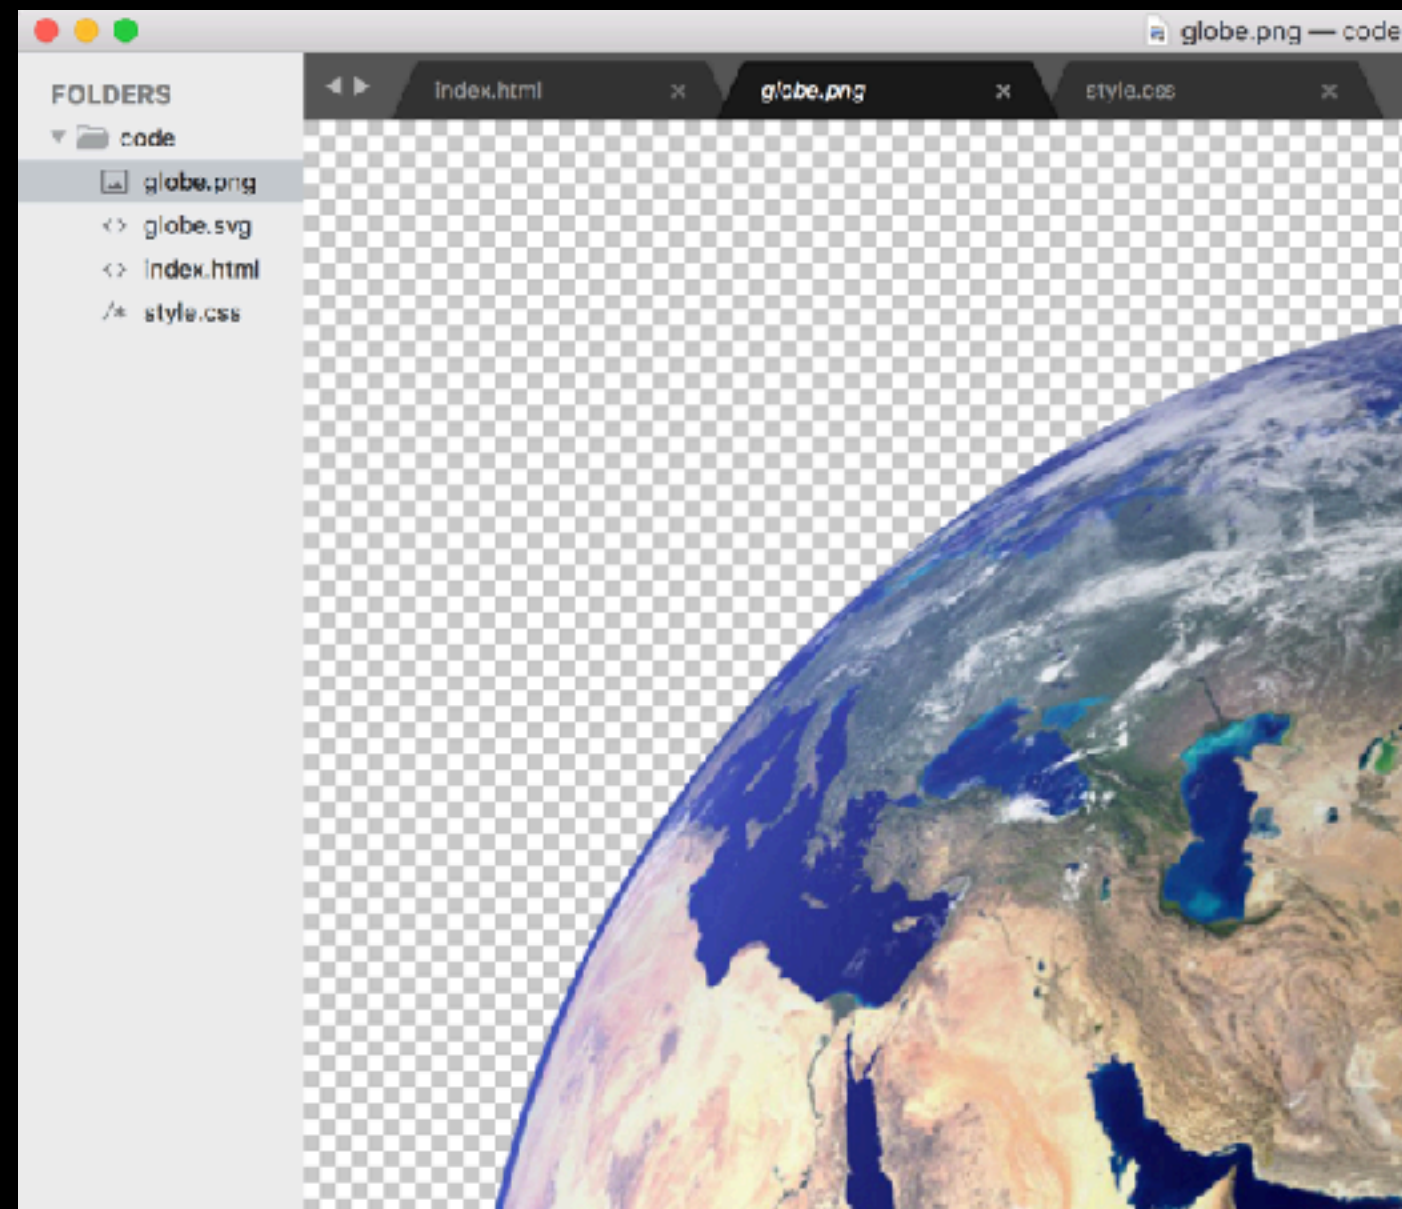 globe.png — code
FOLDERS
index.html × globe.png × style.css ×
code
globe.png
globe.svg
index.html
/* style.css